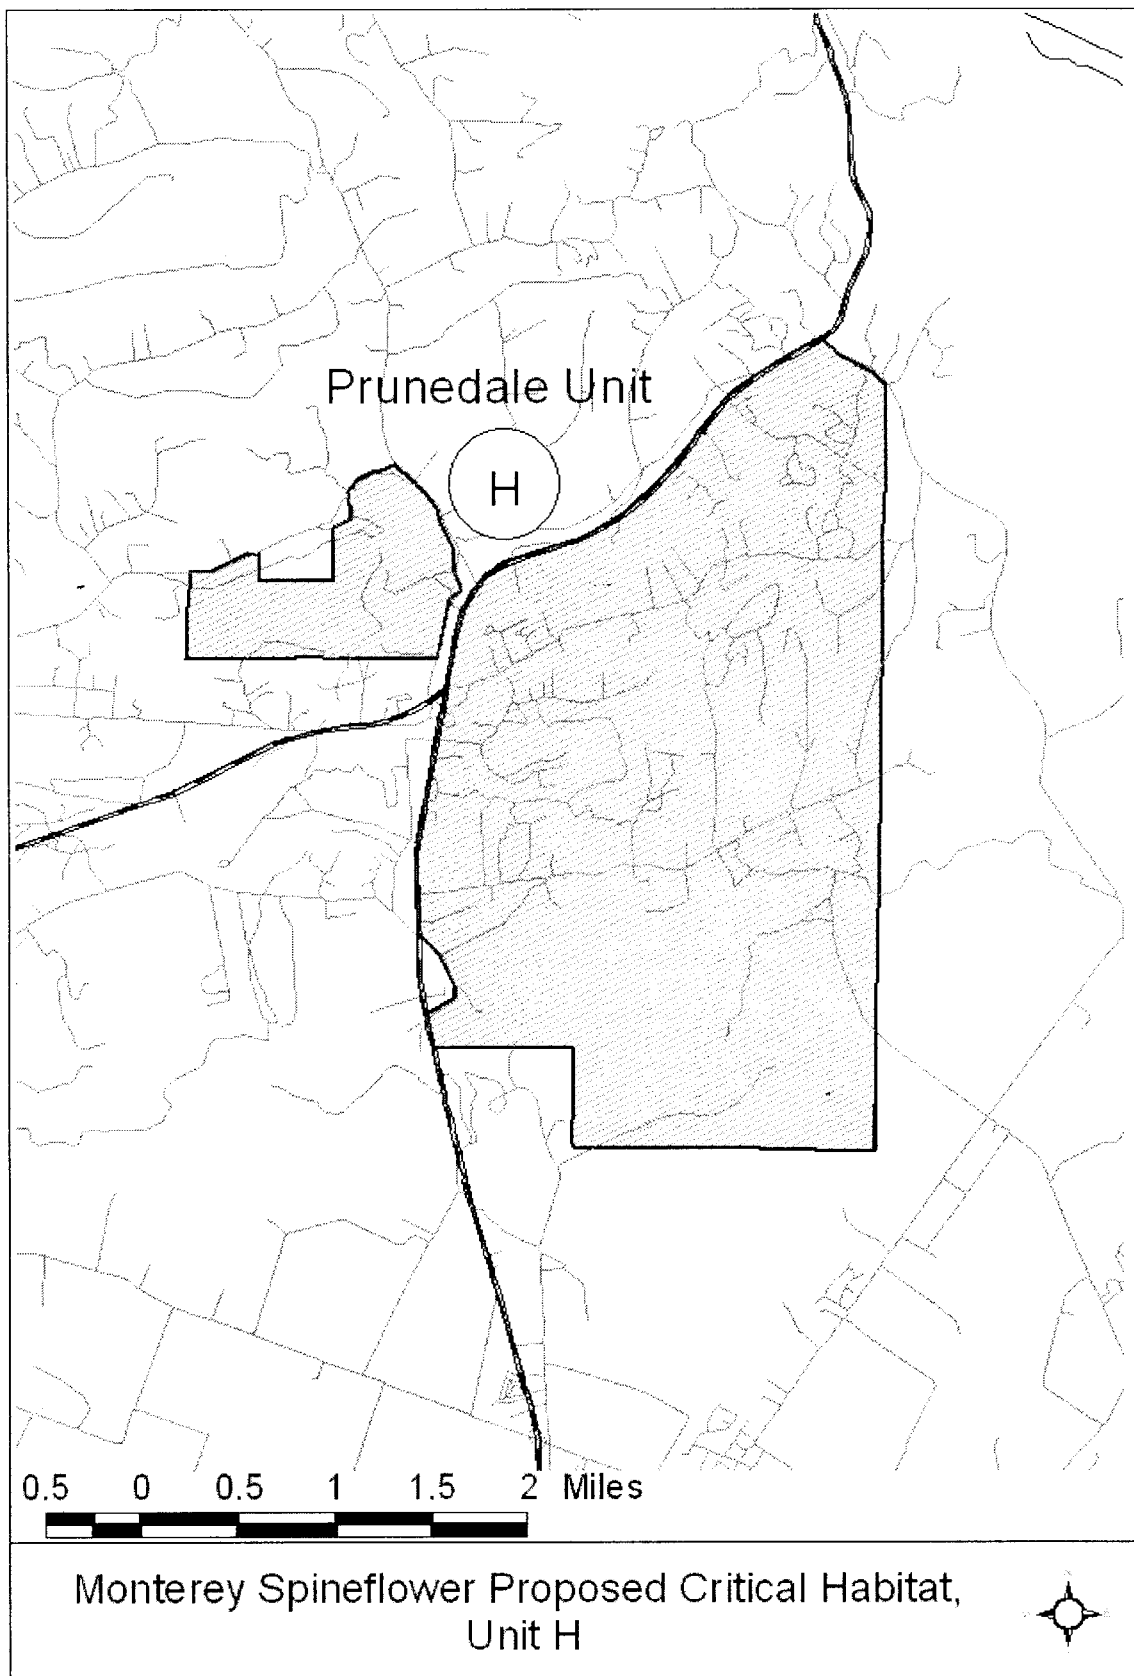 Prunedale Unit
H
0.5 0 0.5 1 1.5 2 Miles
Monterey Spineflower Proposed Critical Habitat,
Unit H